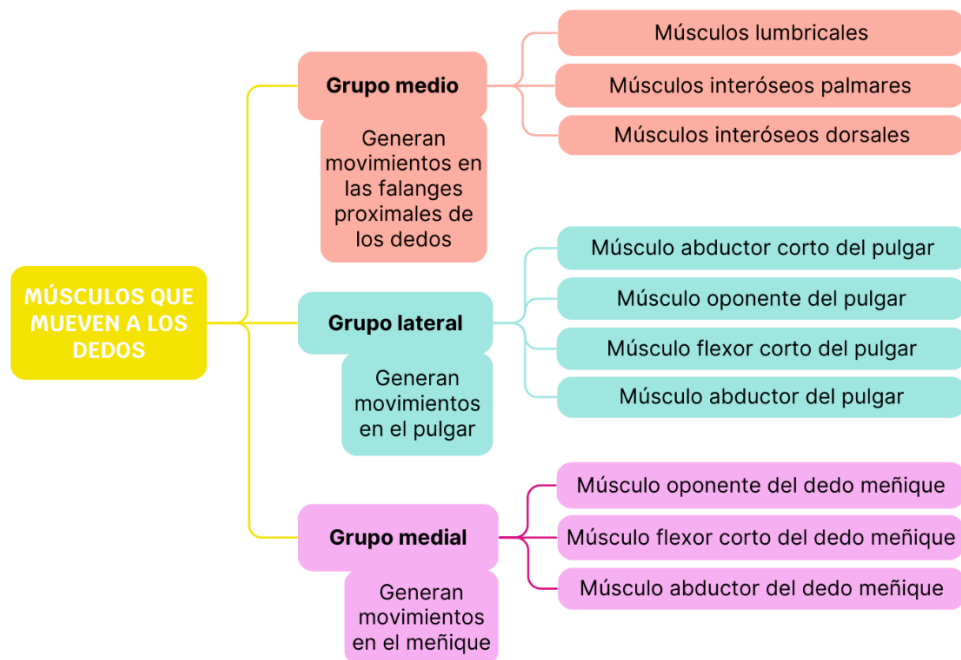 MÚSCULOS QUE
MUEVEN A LOS
DEDOS
Grupo medio
Generan
movimientos en
las falanges
proximales de
los dedos
Músculos lumbricales
Músculos interóseos palmares
Músculos interóseos dorsales
Grupo lateral
Generan
movimientos
en el pulgar
Músculo abductor corto del pulgar
Músculo oponente del pulgar
Músculo flexor corto del pulgar
Músculo abductor del pulgar
Grupo medial
Generan
movimientos
en el meñique
Músculo oponente del dedo meñique
Músculo flexor corto del dedo meñique
Músculo abductor del dedo meñique